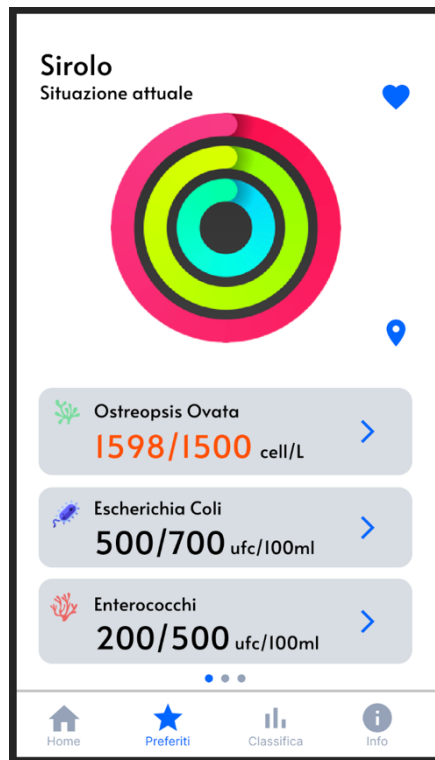 Sirolo
Situazione attuale
Ostreopsis Ovata
1598/1500 cell/L
Escherichia Coli
500/700 ufc/100ml
Enterococchi
200/500 ufc/100ml
Home Preferiti Classifica Info